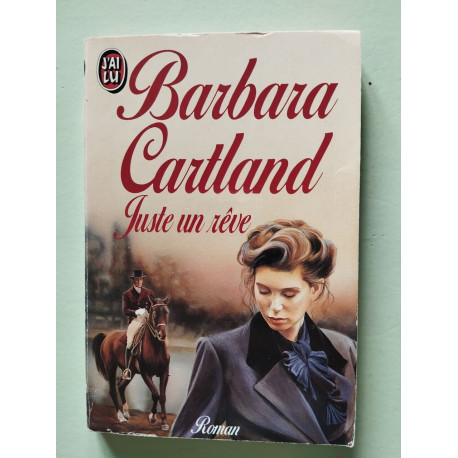 J'AI
LU
Barbara
Cartland
Juste un rêve
Roman